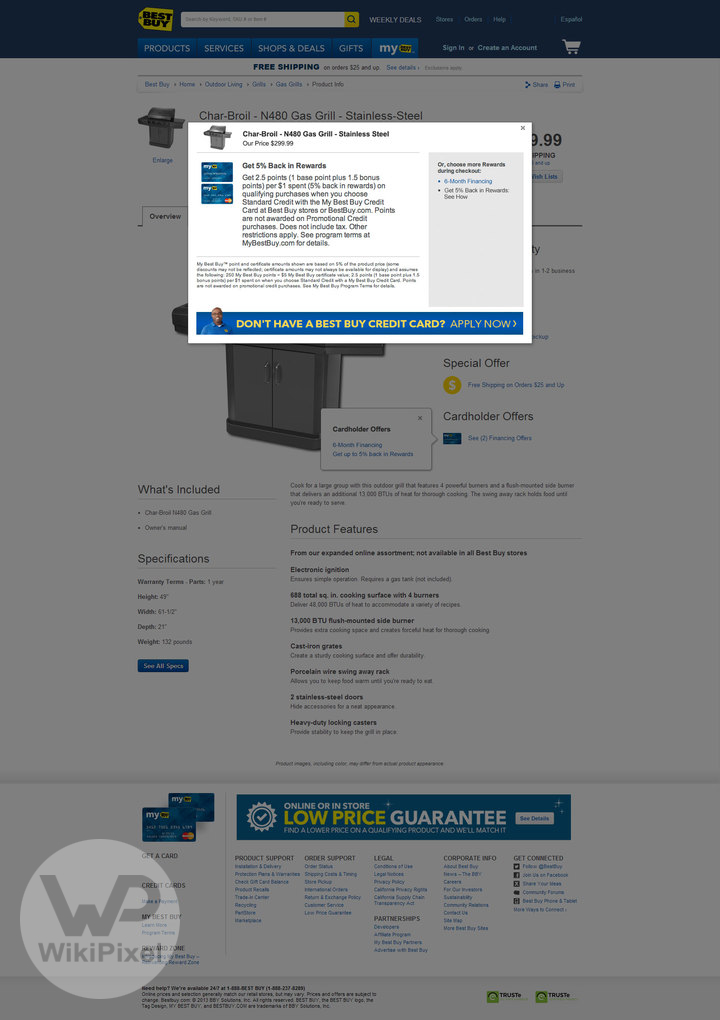 BEST BUY
Search by Keyword, SKU # or Item #
WEEKLY DEALS
Stores Orders Help
Español
PRODUCTS SERVICES SHOPS & DEALS GIFTS my BEST BUY
Sign In or Create an Account
FREE SHIPPING on orders $25 and up. See details › Exclusions apply.
Best Buy › Home › Outdoor Living › Grills › Gas Grills › Product Info
Share Print
Char-Broil - N480 Gas Grill - Stainless-Steel
Enlarge
9.99
IPPING
and up
ish Lists
Overview
Char-Broil - N480 Gas Grill - Stainless Steel
Our Price $299.99
Get 5% Back in Rewards
Get 2.5 points (1 base point plus 1.5 bonus
points) per $1 spent (5% back in rewards) on
qualifying purchases when you choose
Standard Credit with the My Best Buy Credit
Card at Best Buy stores or BestBuy.com. Points
are not awarded on Promotional Credit
purchases. Does not include tax. Other
restrictions apply. See program terms at
MyBestBuy.com for details.
Or, choose more Rewards
during checkout:
6-Month Financing
Get 5% Back in Rewards:
See How
My Best Buy™ point and certificate amounts shown are based on 5% of the product price (some
discounts may not be reflected; certificate amounts may not always be available for display) and assumes
the following: 250 My Best Buy points = $5 My Best Buy certificate value; 2.5 points (1 base point plus 1.5
bonus points) per $1 spent on when you choose Standard Credit with a My Best Buy Credit Card. Points
are not awarded on promotional credit purchases. See My Best Buy Program Terms for details.
DON'T HAVE A BEST BUY CREDIT CARD? APPLY NOW ›
ty
in 1-2 business
ckup
Special Offer
Free Shipping on Orders $25 and Up
Cardholder Offers
See (2) Financing Offers
Cardholder Offers
6-Month Financing
Get up to 5% back in Rewards
What's Included
Char-Broil N480 Gas Grill
Owner's manual
Specifications
Warranty Terms - Parts: 1 year
Height: 49"
Width: 61-1/2"
Depth: 21"
Weight: 132 pounds
See All Specs
Cook for a large group with this outdoor grill that features 4 powerful burners and a flush-mounted side burner
that delivers an additional 13,000 BTUs of heat for thorough cooking. The swing away rack holds food until
you're ready to serve.
Product Features
From our expanded online assortment; not available in all Best Buy stores
Electronic ignition
Ensures simple operation. Requires a gas tank (not included).
688 total sq. in. cooking surface with 4 burners
Deliver 48,000 BTUs of heat to accommodate a variety of recipes.
13,000 BTU flush-mounted side burner
Provides extra cooking space and creates forceful heat for thorough cooking.
Cast-iron grates
Create a sturdy cooking surface and offer durability.
Porcelain wire swing away rack
Allows you to keep food warm until you're ready to eat.
2 stainless-steel doors
Hide accessories for a neat appearance.
Heavy-duty locking casters
Provide stability to keep the grill in place.
Product images, including color, may differ from actual product appearance.
my BEST BUY
my BEST BUY
ONLINE OR IN STORE
LOW PRICE GUARANTEE
FIND A LOWER PRICE ON A QUALIFYING PRODUCT AND WE'LL MATCH IT
See Details
GET A CARD
CREDIT CARDS
Make a Payment
MY BEST BUY
Learn More
Program Terms
REWARD ZONE
Introducing My Best Buy –
Reward Zone
PRODUCT SUPPORT
Installation & Delivery
Protection Plans & Warranties
Check Gift Card Balance
Product Recalls
Trade-In Center
Recycling
PartStore
Marketplace
ORDER SUPPORT
Order Status
Shipping Costs & Timing
Store Pickup
International Orders
Return & Exchange Policy
Customer Service
Low Price Guarantee
LEGAL
Conditions of Use
Legal Notices
Privacy Policy
California Privacy Rights
California Supply Chain
Transparency Act
PARTNERSHIPS
Developers
Affiliate Program
My Best Buy Partners
Advertise with Best Buy
CORPORATE INFO
About Best Buy
News – The BBY
Careers
For Our Investors
Sustainability
Community Relations
Contact Us
Site Map
More Best Buy Sites
GET CONNECTED
Follow @BestBuy
Join Us on Facebook
Share Your Ideas
Community Forums
Best Buy Phone & Tablet
More Ways to Connect ›
WP
WikiPixel
Need help? We're available 24/7 at 1-888-BEST BUY (1-888-237-8289)
Online prices and selection generally match our retail stores, but may vary. Prices and offers are subject to
change. Bestbuy.com © 2013 BBY Solutions, Inc. All rights reserved. BEST BUY, the BEST BUY logo, the
Tag Design, MY BEST BUY, and BESTBUY.COM are trademarks of BBY Solutions, Inc.
TRUSTe
TRUSTe